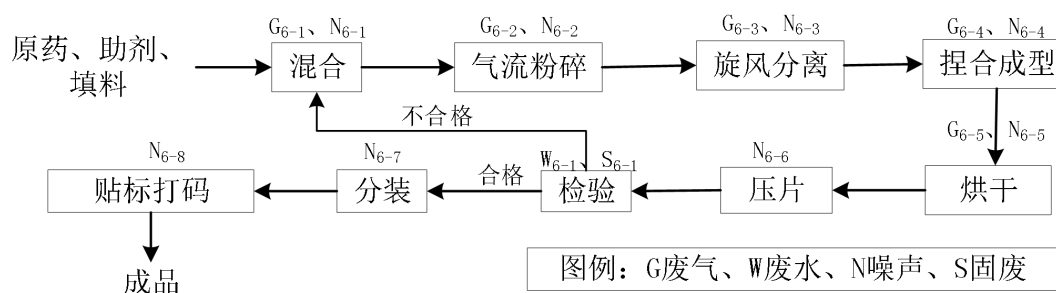 G6-1、N6-1
G6-2、N6-2
G6-3、N6-3
G6-4、N6-4
原药、助剂、
填料
混合
气流粉碎
旋风分离
捏合成型
不合格
G6-5、N6-5
N6-8
N6-7
W6-1、S6-1
N6-6
贴标打码
分装
合格
检验
压片
烘干
成品
图例：G废气、W废水、N噪声、S固废